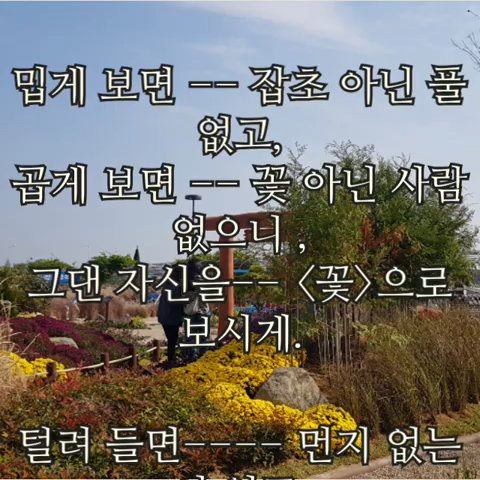 밉게 보면 -- 잡초 아닌 풀
없고,
곱게 보면 -- 꽃 아닌 사람
없으니 ,
그댄 자신을-- <꽃>으로
보시게.
털려 들면---- 먼지 없는